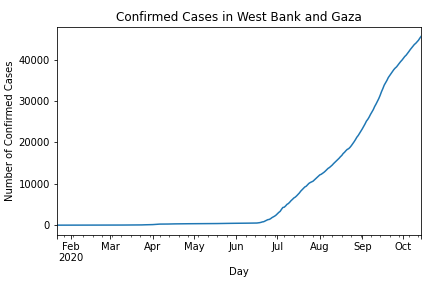 Confirmed Cases in West Bank and Gaza
Number of Confirmed Cases
40000
30000
20000
10000
0
Feb Mar Apr May Jun Jul Aug Sep Oct
2020
Day